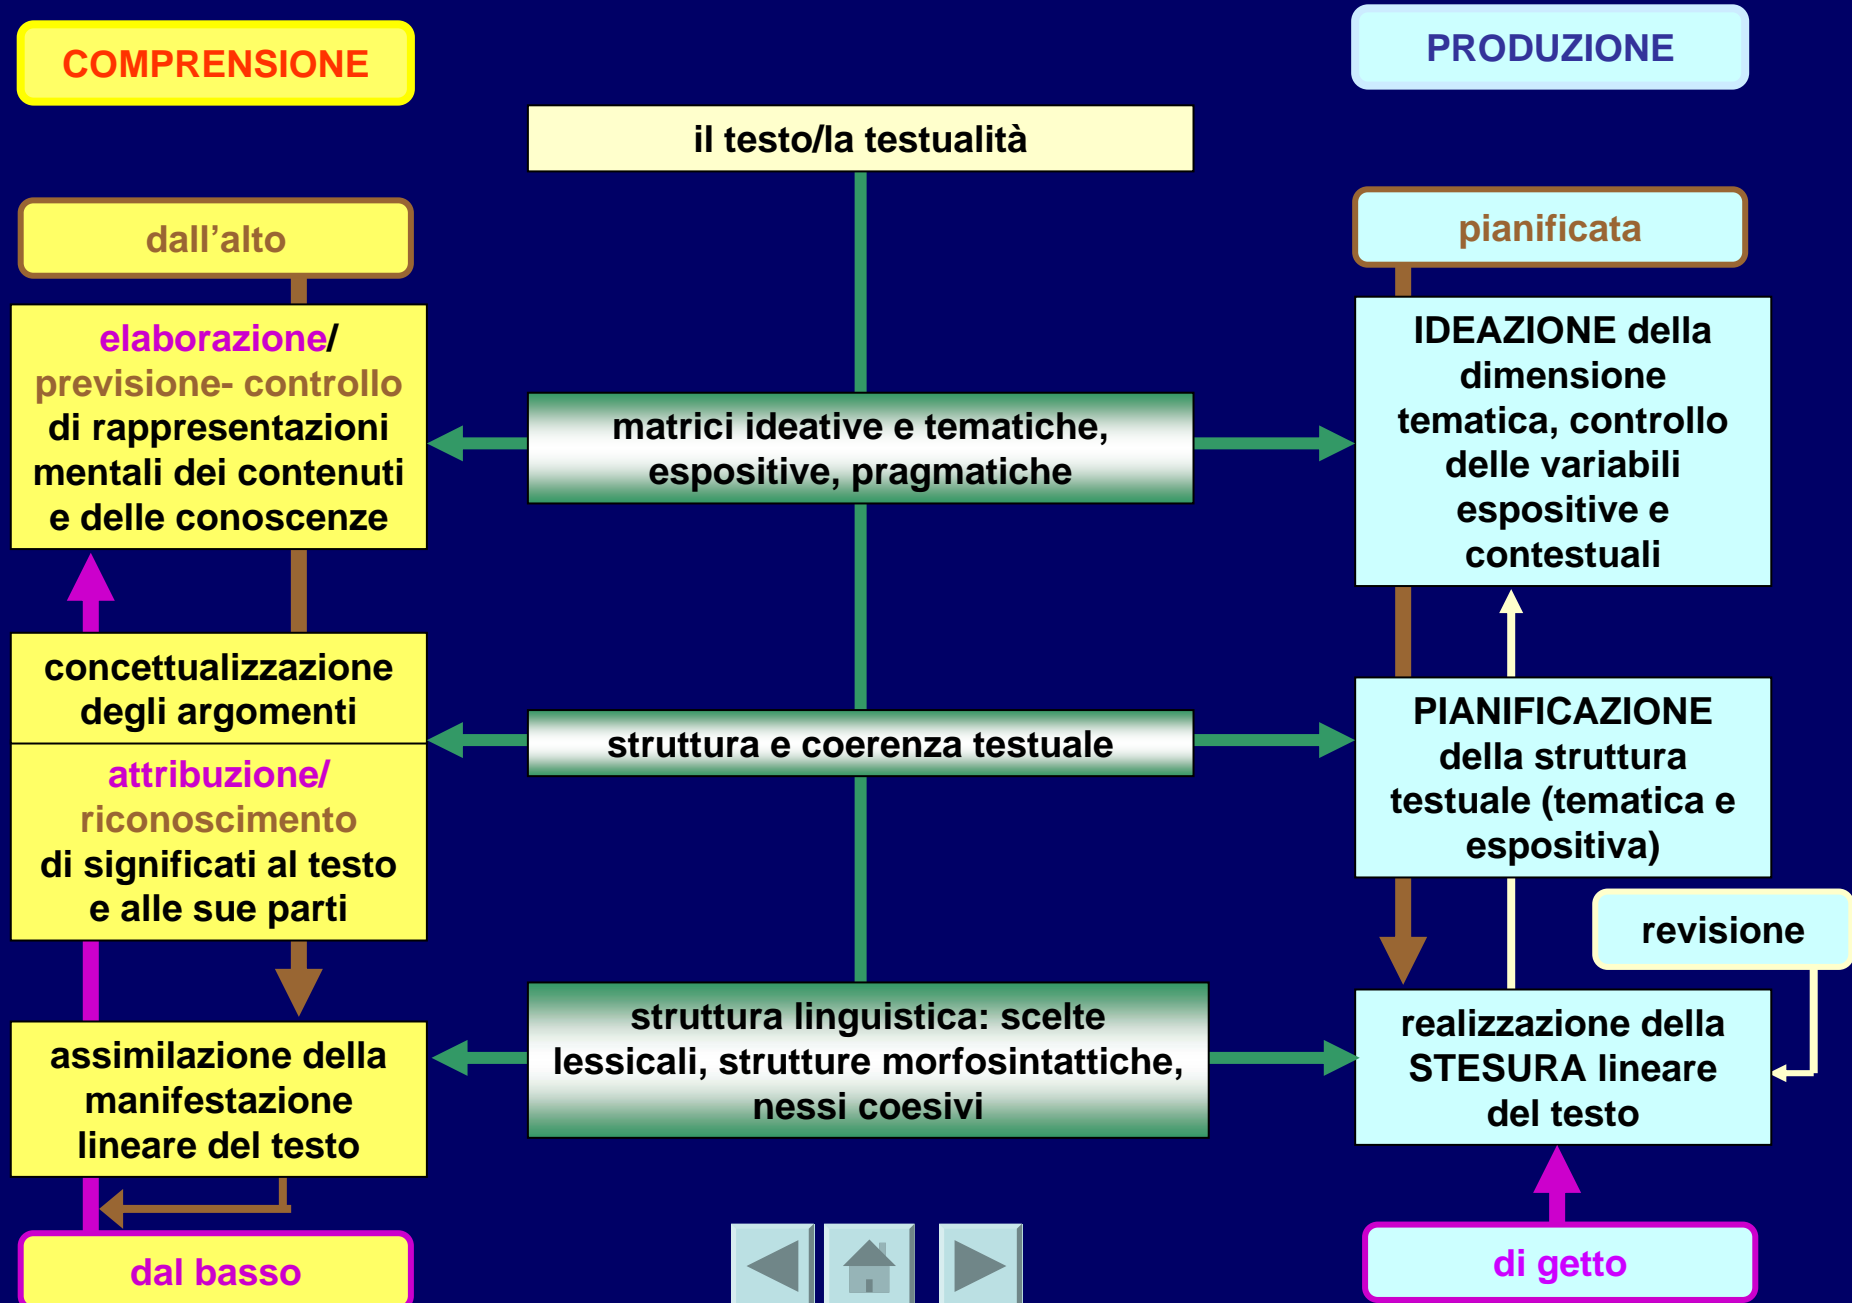 COMPRENSIONE
PRODUZIONE
il testo/la testualità
dall’alto
pianificata
elaborazione/
previsione- controllo
di rappresentazioni
mentali dei contenuti
e delle conoscenze
matrici ideative e tematiche,
espositive, pragmatiche
IDEAZIONE della
dimensione
tematica, controllo
delle variabili
espositive e
contestuali
concettualizzazione
degli argomenti
attribuzione/
riconoscimento
di significati al testo
e alle sue parti
struttura e coerenza testuale
PIANIFICAZIONE
della struttura
testuale (tematica e
espositiva)
revisione
assimilazione della
manifestazione
lineare del testo
struttura linguistica: scelte
lessicali, strutture morfosintattiche,
nessi coesivi
realizzazione della
STESURA lineare
del testo
dal basso
di getto